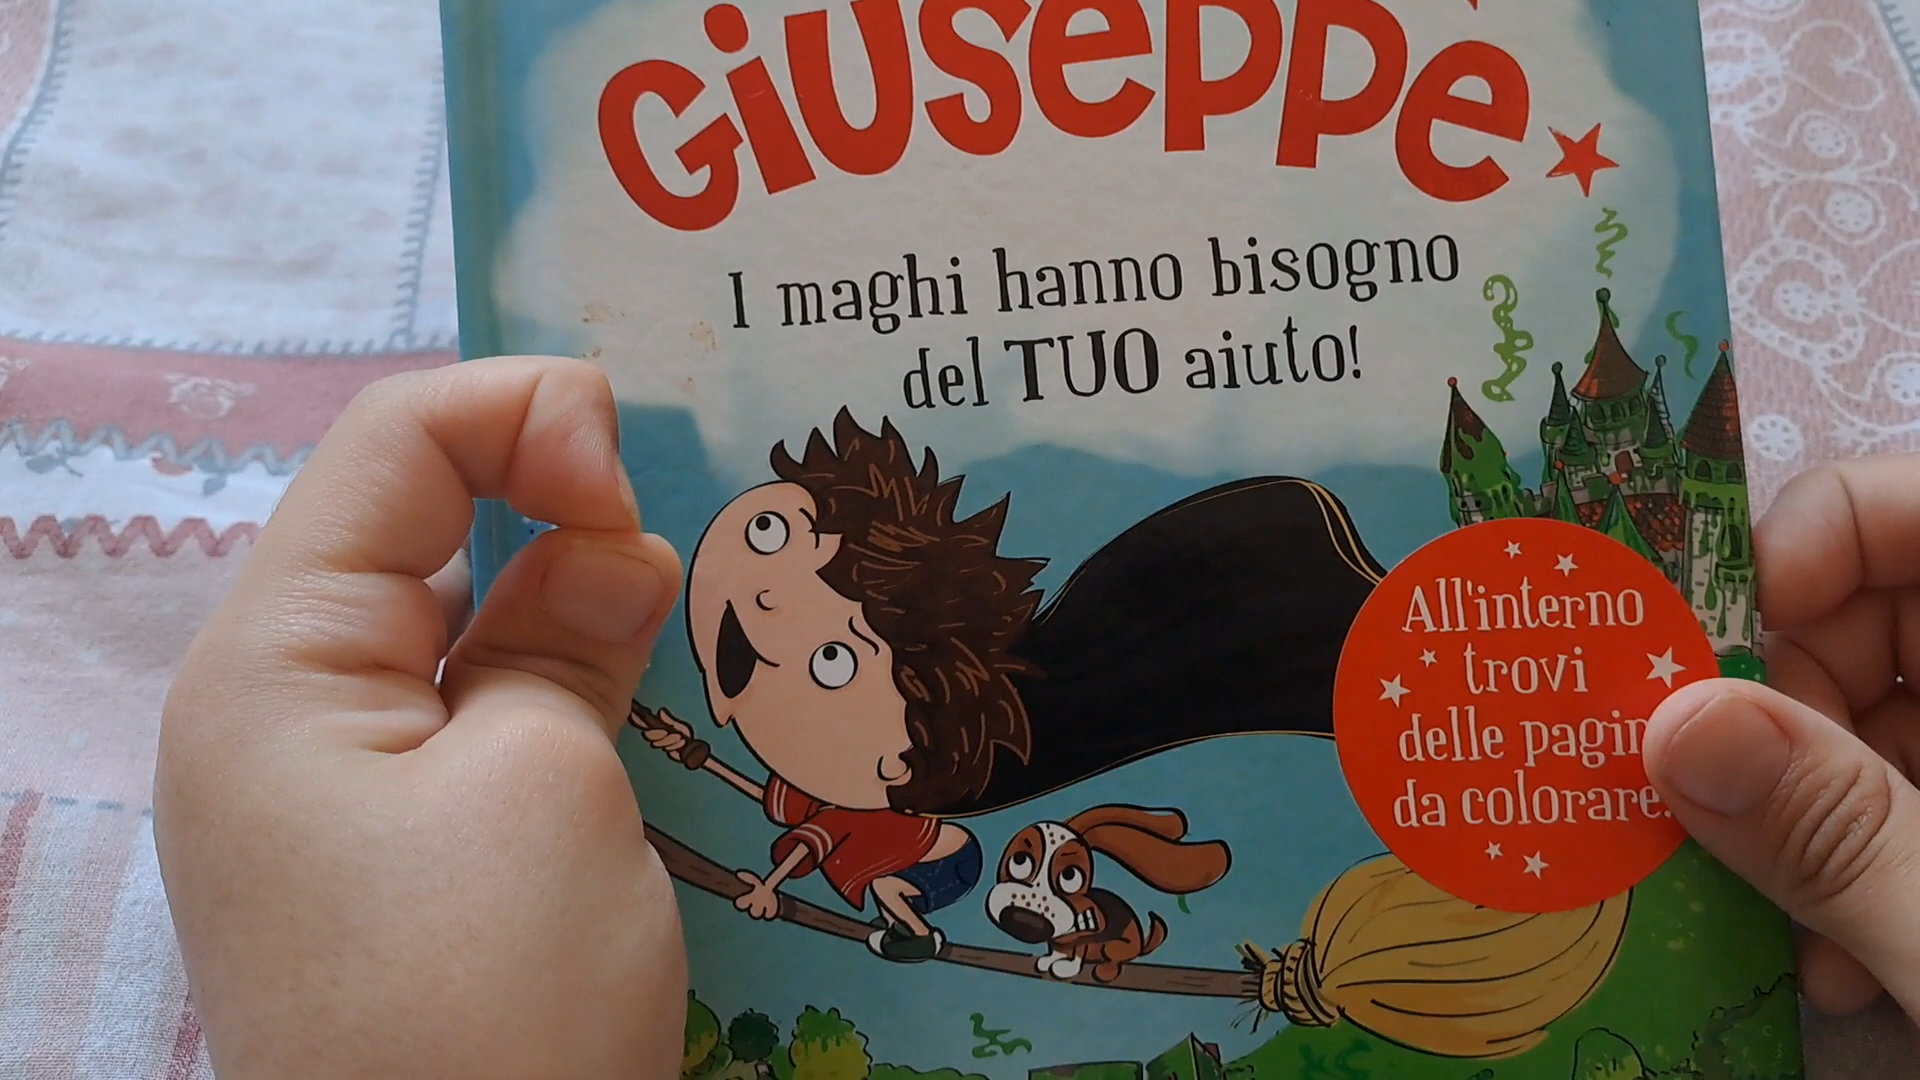 Giuseppe
I maghi hanno bisogno
del TUO aiuto!
All'interno
trovi
delle pagin
da colorare!